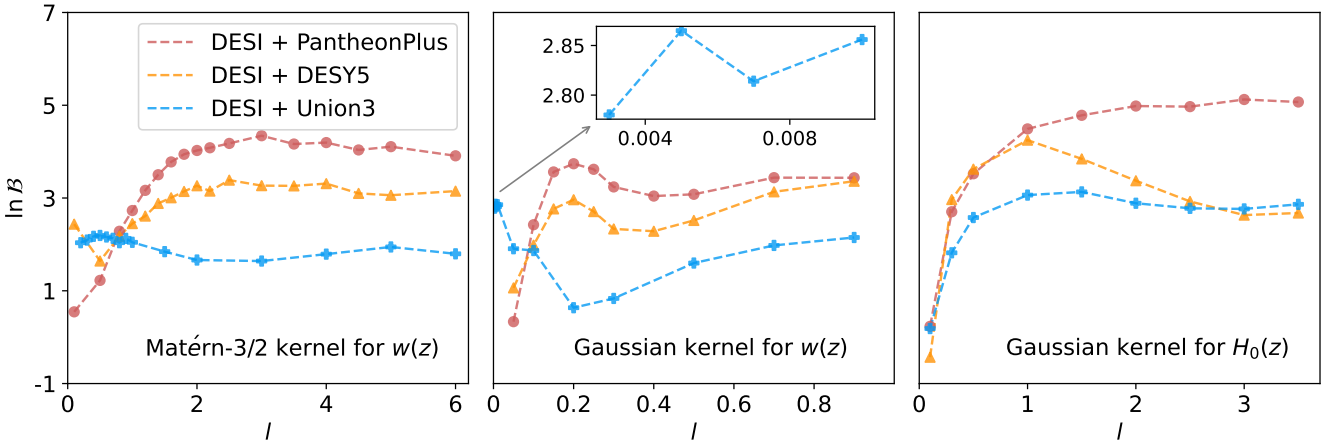 7
5
3
1
-1
ln B
DESI + PantheonPlus
DESI + DESY5
DESI + Union3
Matérn-3/2 kernel for w(z)
0 2 4 6
l
2.85
2.80
0.004 0.008
Gaussian kernel for w(z)
0 0.2 0.4 0.6 0.8
l
Gaussian kernel for H₀(z)
0 1 2 3
l